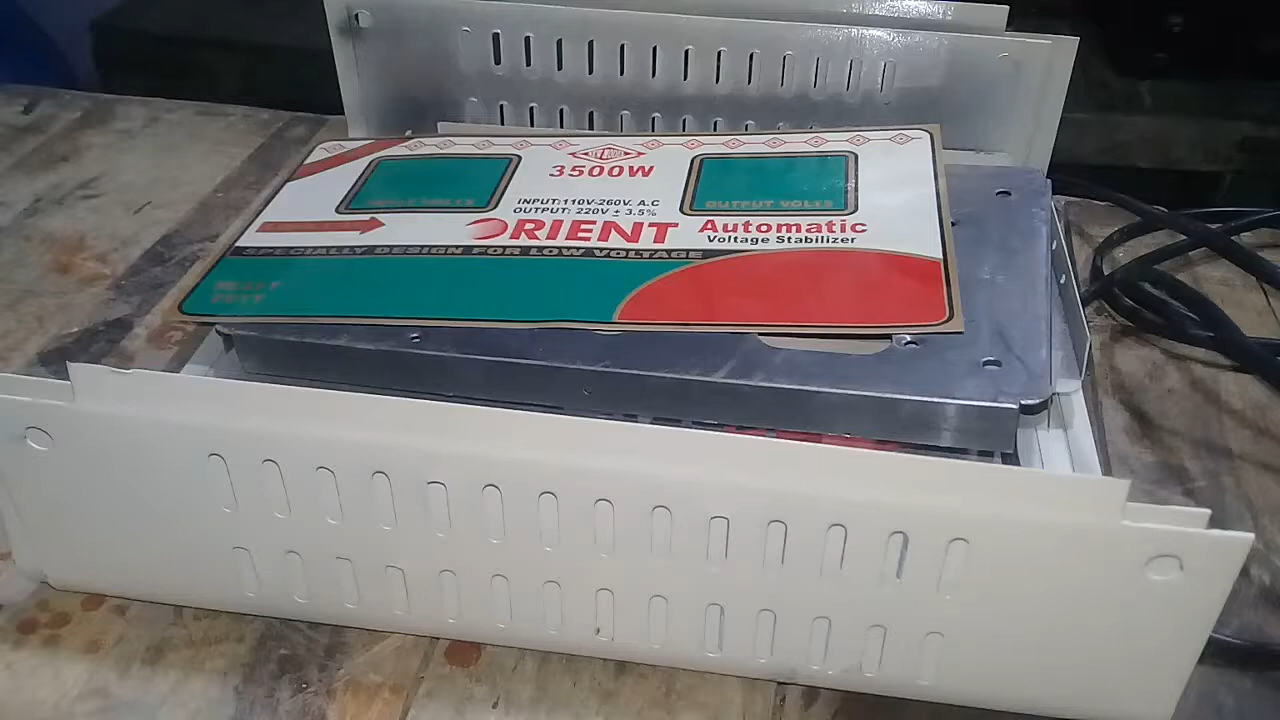 3500W
INPUT:110V-260V. A.C
OUTPUT: 220V ± 3.5%
OUTPUT VOLTS
ORIENT
Automatic
Voltage Stabilizer
SPECIALLY DESIGN FOR LOW VOLTAGE